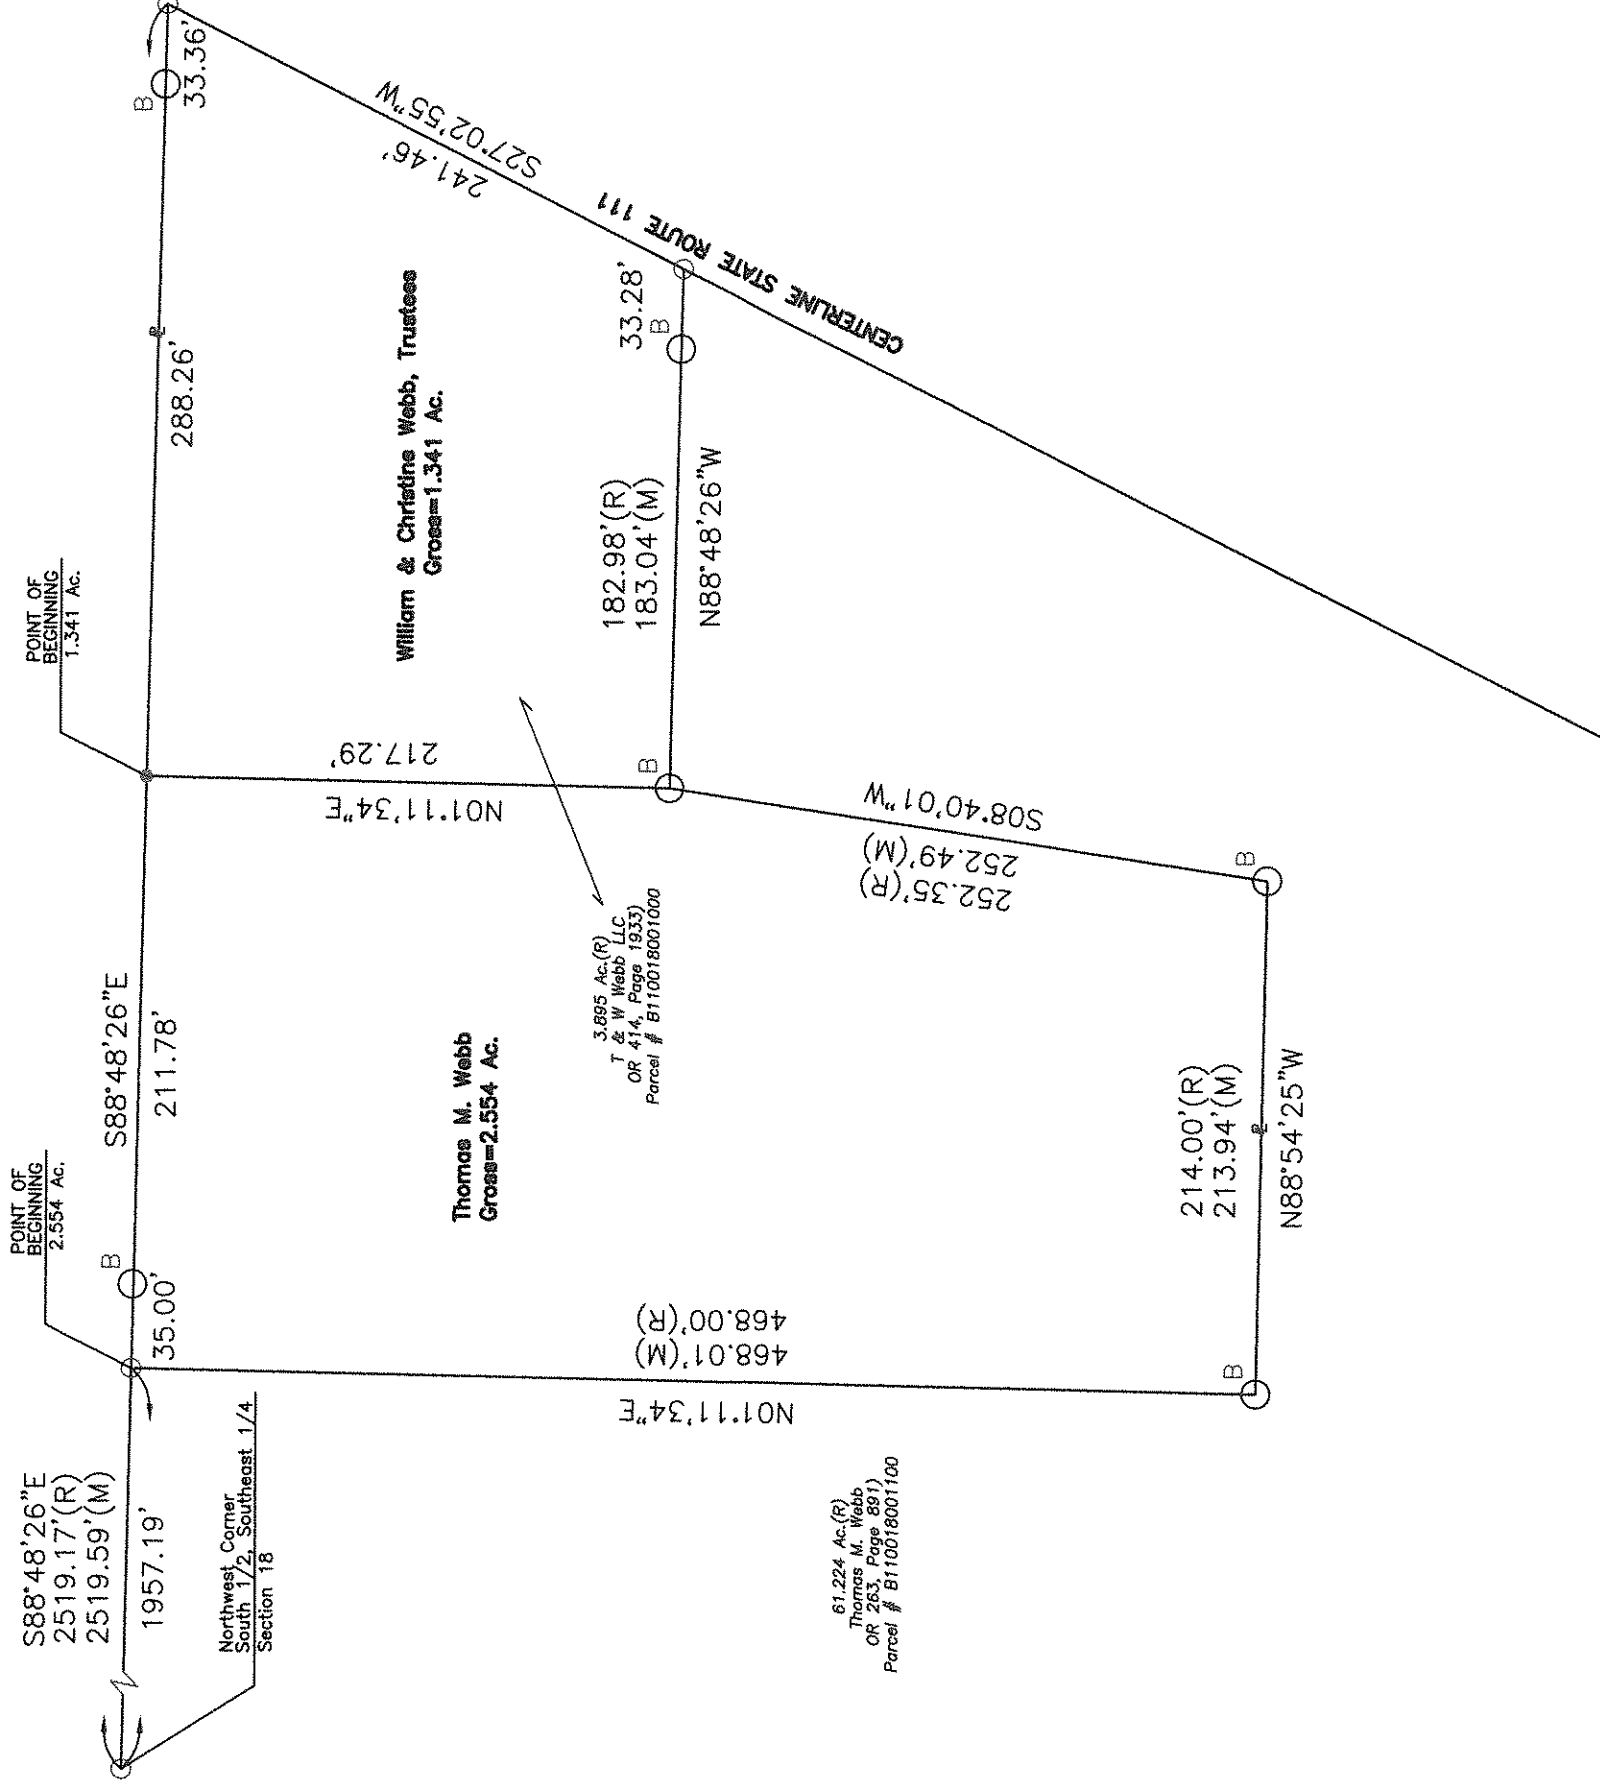 S88°48'26"E
2519.17'(R)
2519.59'(M)
1957.19'
Northwest Corner
South 1/2, Southeast 1/4
Section 18
POINT OF
BEGINNING
2.554 Ac.
B
35.00'
S88°48'26"E
211.78'
POINT OF
BEGINNING
1.341 Ac.
288.26'
B
33.36'
S27°02'55"W
241.46'
CENTERLINE STATE ROUTE 111
William & Christine Webb, Trustees
Gross=1.341 Ac.
33.28'
B
182.98'(R)
183.04'(M)
N88°48'26"W
217.29'
N01°11'34"E
B
S08°40'01"W
252.49'(M)
252.35'(R)
B
3.895 Ac.(R)
T & W Webb LLC
OR 414, Page 1933)
Parcel # B110018001000
Thomas M. Webb
Gross=2.554 Ac.
214.00'(R)
213.94'(M)
N88°54'25"W
468.00'(R)
468.01'(M)
N01°11'34"E
B
61.224 Ac.(R)
Thomas M. Webb
OR 263, Page 891)
Parcel # B110018001100